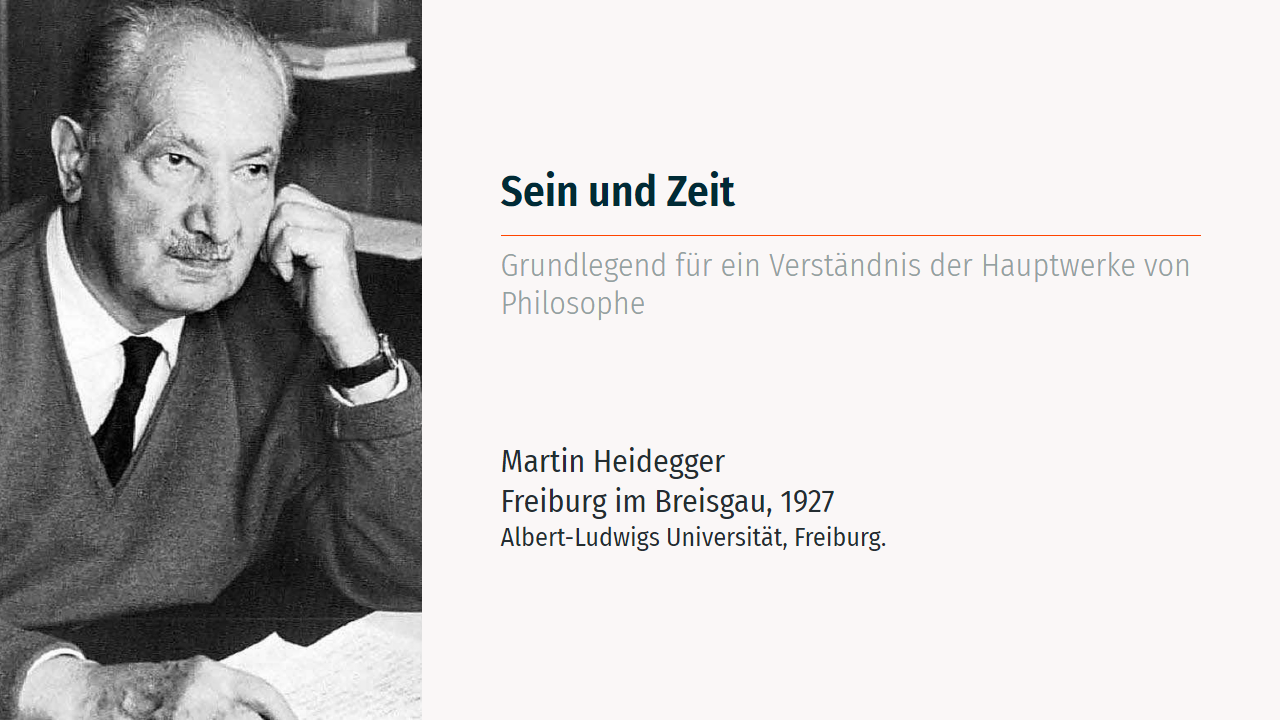 Sein und Zeit
Grundlegend für ein Verständnis der Hauptwerke von
Philosophe
Martin Heidegger
Freiburg im Breisgau, 1927
Albert-Ludwigs Universität, Freiburg.